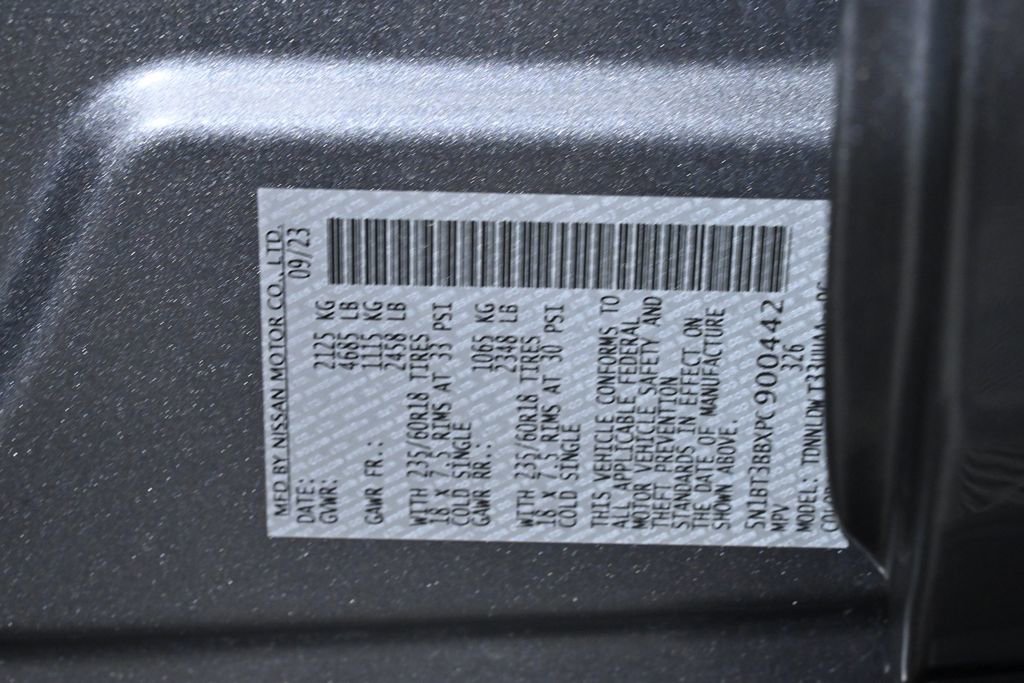 MFD BY NISSAN MOTOR CO., LTD.
DATE: 09/23
GVWR: 2125 KG
4685 LB
GAWR FR.: 1115 KG
2458 LB
WITH 235/60R18 TIRES
18 X 7.5 RIMS AT 33 PSI
COLD SINGLE
GAWR RR.: 1065 KG
2348 LB
WITH 235/60R18 TIRES
18 X 7.5 RIMS AT 30 PSI
COLD SINGLE
THIS VEHICLE CONFORMS TO
ALL APPLICABLE FEDERAL
MOTOR VEHICLE SAFETY AND
THEFT PREVENTION
STANDARDS IN EFFECT ON
THE DATE OF MANUFACTURE
SHOWN ABOVE.
5N1BT3BBXPC900442
MPV 326
MODEL: